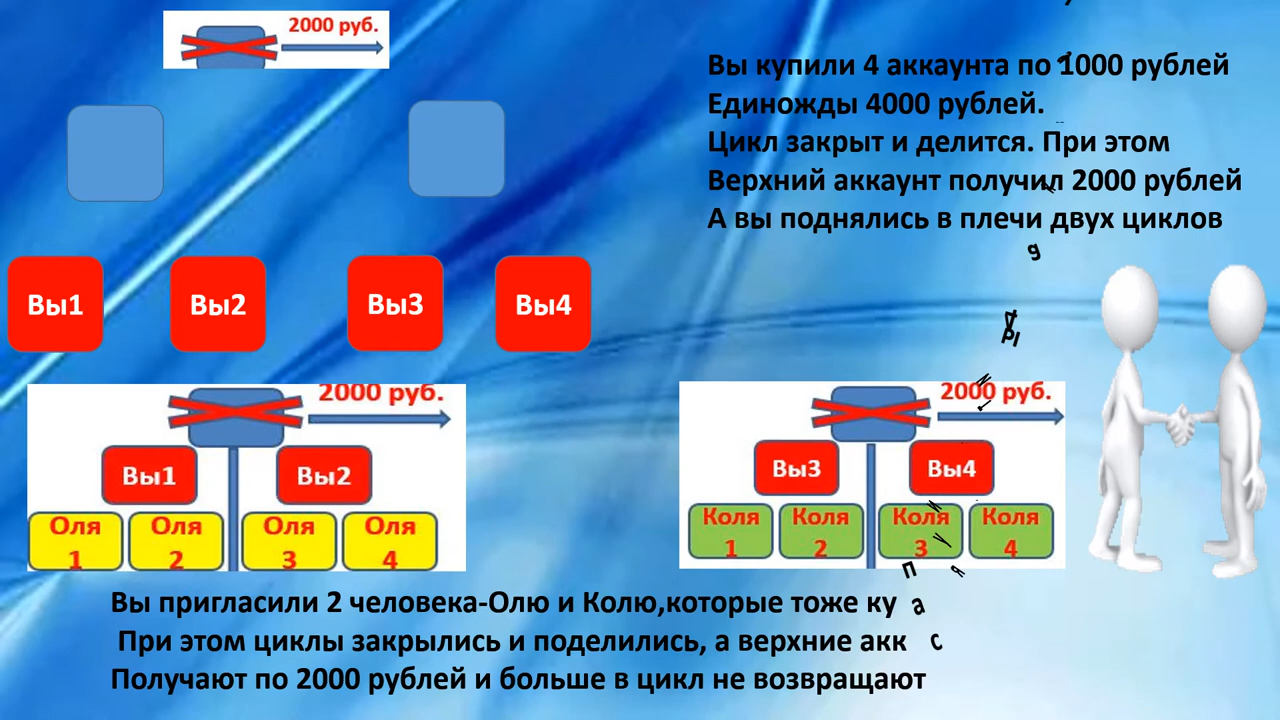 2000 руб.
Вы купили 4 аккаунта по 1000 рублей
Единожды 4000 рублей.
Цикл закрыт и делится. При этом
Верхний аккаунт получил 2000 рублей
А вы поднялись в плечи двух циклов
Вы1 Вы2 Вы3 Вы4
2000 руб.
Вы1 Вы2
Оля 1 Оля 2 Оля 3 Оля 4
2000 руб.
Вы3 Вы4
Коля 1 Коля 2 Коля 3 Коля 4
Вы пригласили 2 человека-Олю и Колю,которые тоже ку
При этом циклы закрылись и поделились, а верхние акк
Получают по 2000 рублей и больше в цикл не возвращают